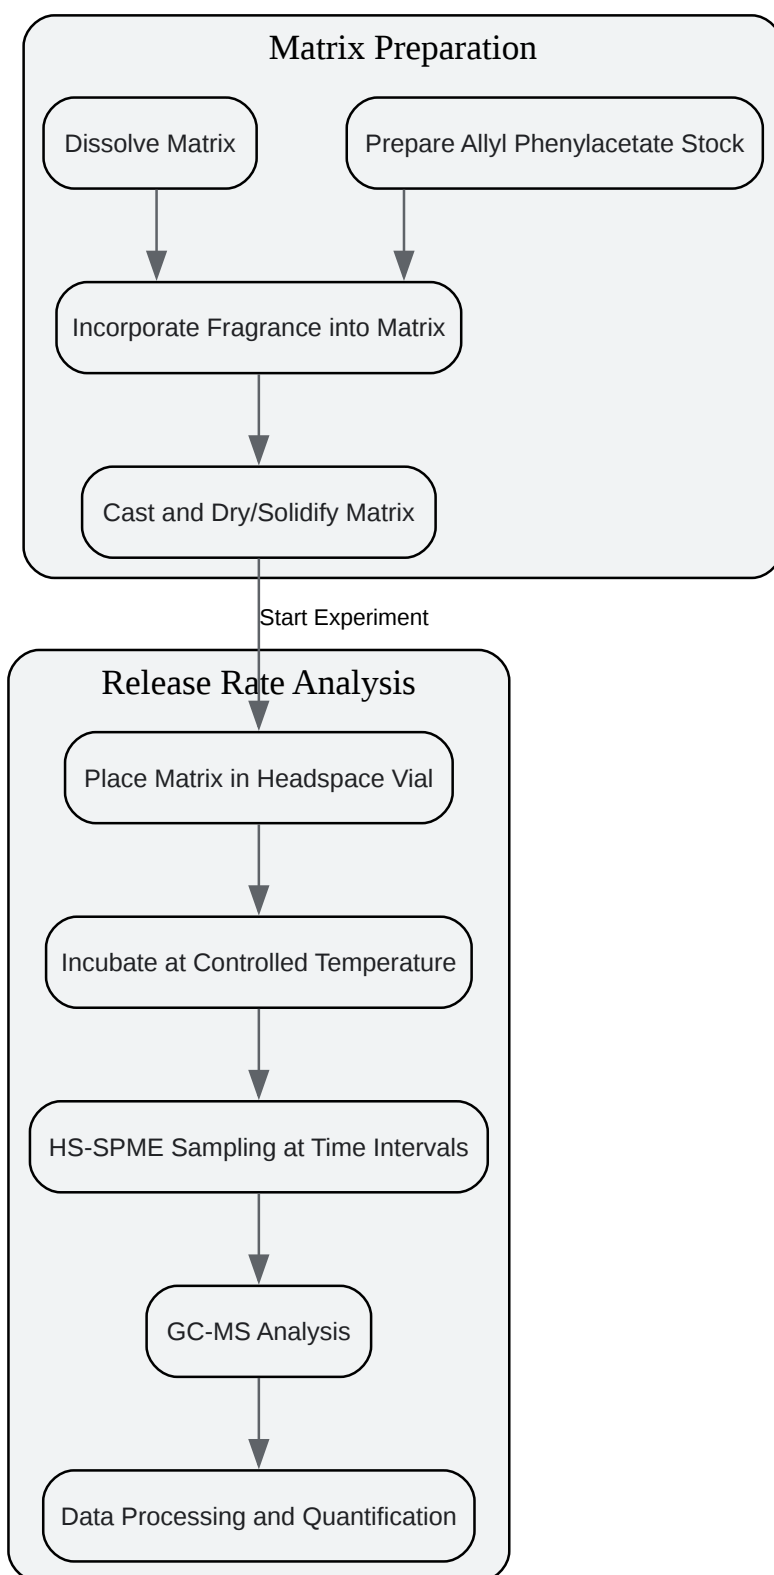 Matrix Preparation
Dissolve Matrix
Prepare Allyl Phenylacetate Stock
Incorporate Fragrance into Matrix
Cast and Dry/Solidify Matrix
Start Experiment
Release Rate Analysis
Place Matrix in Headspace Vial
Incubate at Controlled Temperature
HS-SPME Sampling at Time Intervals
GC-MS Analysis
Data Processing and Quantification